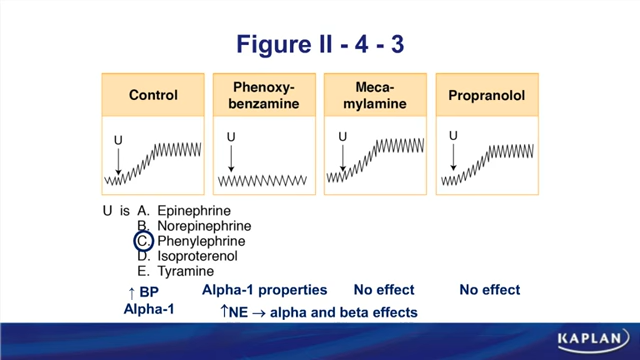 Figure II - 4 - 3
Control
Phenoxy-
benzamine
Meca-
mylamine
Propranolol
U
U
U
U
U is A. Epinephrine
B. Norepinephrine
C. Phenylephrine
D. Isoproterenol
E. Tyramine
↑ BP
Alpha-1
Alpha-1 properties
No effect
No effect
↑NE → alpha and beta effects
KAPLAN